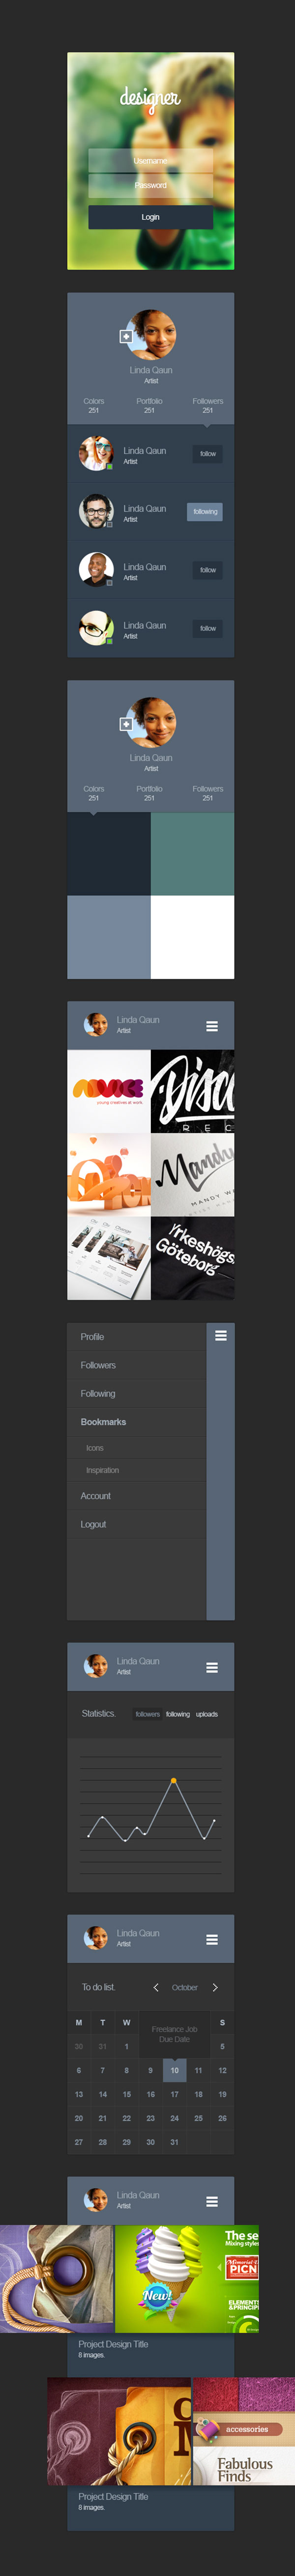 designer
Username
Password
Login
Linda Qaun
Artist
Colors Portfolio Followers
251 251 251
Linda Qaun
Artist
follow
Linda Qaun
Artist
following
Linda Qaun
Artist
follow
Linda Qaun
Artist
follow
Linda Qaun
Artist
Colors Portfolio Followers
251 251 251
Linda Qaun
Artist
young creatives at work.
Disco
REC
Mandy
MANDY W
Yrkeshögs
Göteborg
Profile
Followers
Following
Bookmarks
Icons
Inspiration
Account
Logout
Linda Qaun
Artist
Statistics. followers following uploads
Linda Qaun
Artist
To do list. October
M T W S
Freelance Job
Due Date
30 31 1 5
6 7 8 9 10 11 12
13 14 15 16 17 18 19
20 21 22 23 24 25 26
27 28 29 30 31
Linda Qaun
Artist
The se
Mixing styles
Memorial D
PICN
New!
ELEMENTS
&PRINCIP
Project Design Title
8 images.
accessories
Fabulous
Finds
Project Design Title
8 images.